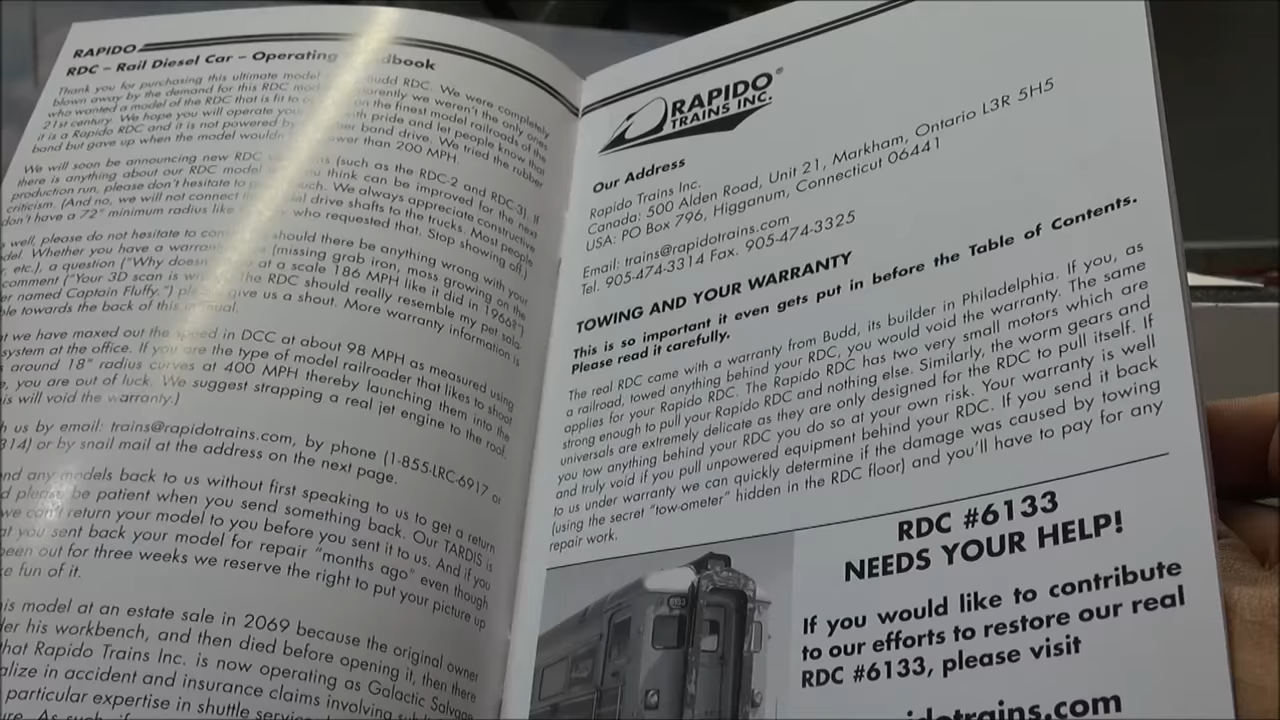 RAPIDO
RDC – Rail Diesel Car – Operating
Thank you for purchasing this ultimate model Budd RDC. We were completely
blown away by the demand for this RDC we weren't the only ones
who wanted a model of the RDC that is fit to on the finest model railroads of the
21st century. We hope you will operate with pride and let people know that
it is a Rapido RDC and it is not powered by band drive. We tried the rubber
band but gave up when the model than 200 MPH.
We will soon be announcing new RDC (such as the RDC-2 and RDC-3). If
there is anything about our RDC model you think can be improved for the next
production run, please don't hesitate to We always appreciate constructive
criticism. (And no, we will not connect the drive shafts to the trucks. Most people
don't have a 72" minimum radius like who requested that. Stop showing off.)
well, please do not hesitate to should there be anything wrong with your
Whether you have a (missing grab iron, moss growing on the
etc.), a question ("Why at a scale 186 MPH like it did in 1966?")
comment ("Your 3D scan is The RDC should really resemble my pet
named Captain Fluffy.") give us a shout. More warranty information is
towards the back of this manual.
we have maxed out the speed in DCC at about 98 MPH as measured using
system at the office. If you are the type of model railroader that likes to shoot
around 18" radius curves at 400 MPH thereby launching them into the
you are out of luck. We suggest strapping a real jet engine to the roof.
is will void the warranty.)
us by email: trains@rapidotrains.com, by phone (1-855-LRC-6917 or
314) or by snail mail at the address on the next page.
any models back to us without first speaking to us to get a return
please be patient when you send something back. Our TARDIS is
we can't return your model to you before you sent it to us. And if you
you sent back your model for repair "months ago" even though
been out for three weeks we reserve the right to put your picture up
fun of it.
is model at an estate sale in 2069 because the original owner
his workbench, and then died before opening it, then there
that Rapido Trains Inc. is now operating as Galactic Salvage
in accident and insurance claims involving
particular expertise in shuttle
As such,
RAPIDO®
TRAINS INC.
Our Address
Rapido Trains Inc.
Canada: 500 Alden Road, Unit 21, Markham, Ontario L3R 5H5
USA: PO Box 796, Higganum, Connecticut 06441
Email: trains@rapidotrains.com
Tel. 905-474-3314 Fax. 905-474-3325
TOWING AND YOUR WARRANTY
This is so important it even gets put in before the Table of Contents.
Please read it carefully.
The real RDC came with a warranty from Budd, its builder in Philadelphia. If you, as
a railroad, towed anything behind your RDC, you would void the warranty. The same
applies for your Rapido RDC. The Rapido RDC has two very small motors which are
strong enough to pull your Rapido RDC and nothing else. Similarly, the worm gears and
universals are extremely delicate as they are only designed for the RDC to pull itself. If
you tow anything behind your RDC you do so at your own risk. Your warranty is well
and truly void if you pull unpowered equipment behind your RDC. If you send it back
to us under warranty we can quickly determine if the damage was caused by towing
(using the secret "tow-ometer" hidden in the RDC floor) and you'll have to pay for any
repair work.
RDC #6133
NEEDS YOUR HELP!
If you would like to contribute
to our efforts to restore our real
RDC #6133, please visit
trains.com
6133